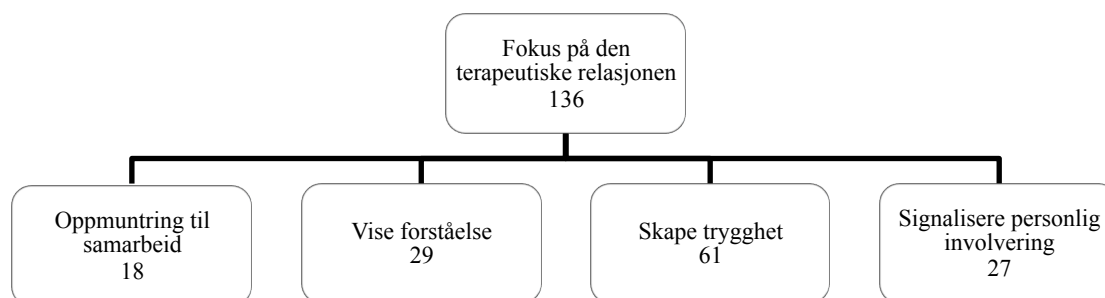 Fokus på den
terapeutiske relasjonen
136
Oppmuntring til
samarbeid
18
Vise forståelse
29
Skape trygghet
61
Signalisere personlig
involvering
27